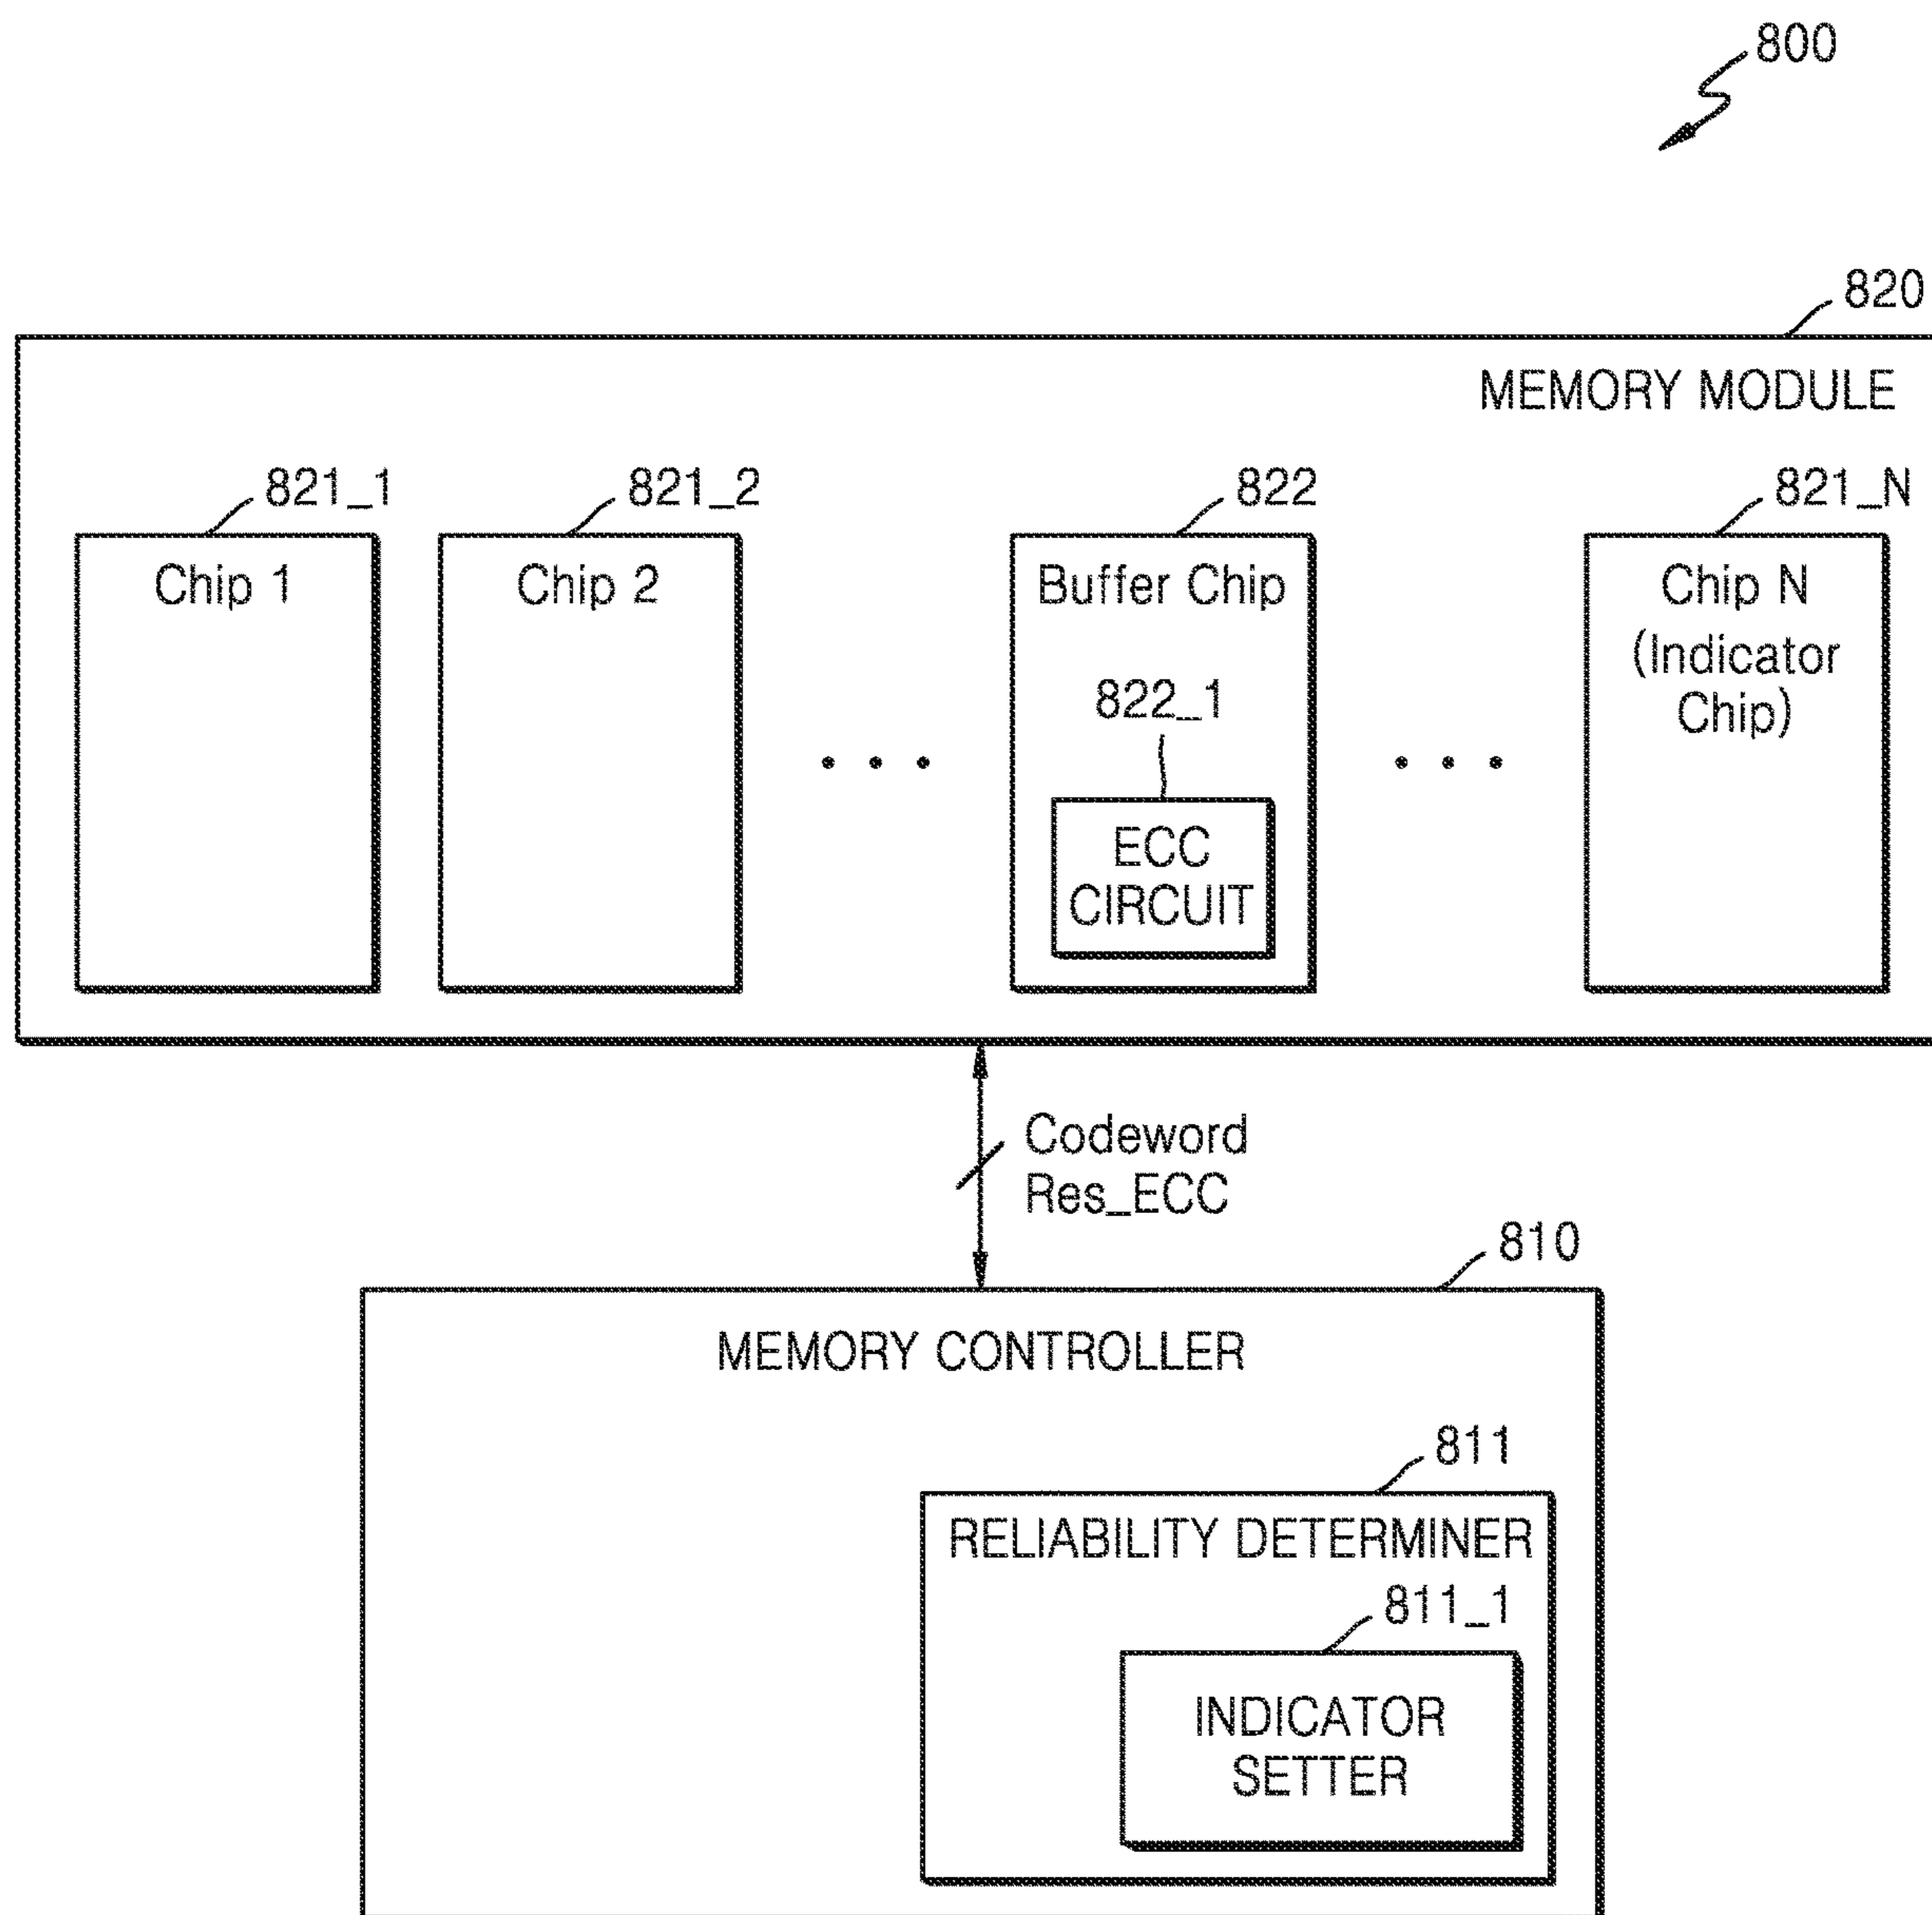 800
820
MEMORY MODULE
821_1
821_2
822
821_N
Chip 1
Chip 2
Buffer Chip
Chip N
(Indicator
Chip)
822_1
ECC
CIRCUIT
Codeword
Res_ECC
810
MEMORY CONTROLLER
811
RELIABILITY DETERMINER
811_1
INDICATOR
SETTER